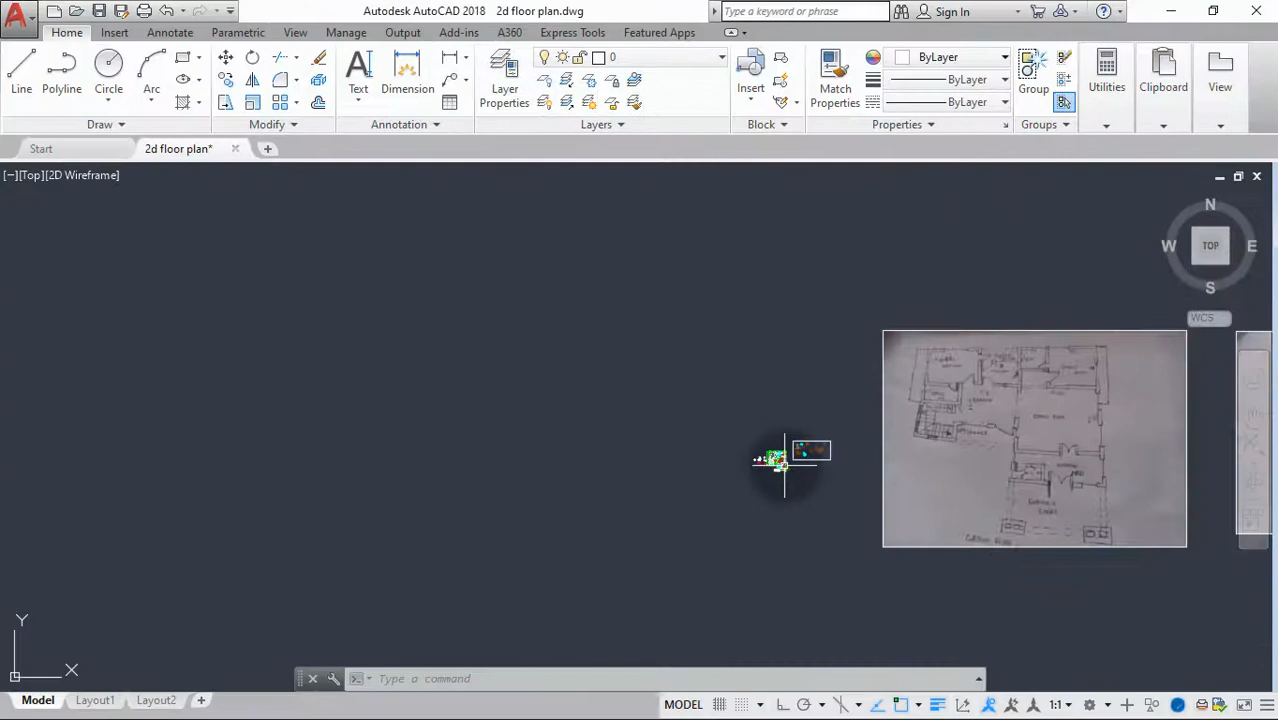 Autodesk AutoCAD 2018 2d floor plan.dwg
Type a keyword or phrase
Sign In
Home Insert Annotate Parametric View Manage Output Add-ins A360 Express Tools Featured Apps
Line Polyline Circle Arc
Text Dimension
Layer Properties
0
Insert
Match Properties
ByLayer
ByLayer
ByLayer
Group
Utilities Clipboard View
Draw Modify Annotation Layers Block Properties Groups
Start 2d floor plan*
[−][Top][2D Wireframe]
N
W TOP E
S
WCS
Y
X
Type a command
Model Layout1 Layout2
MODEL 1:1